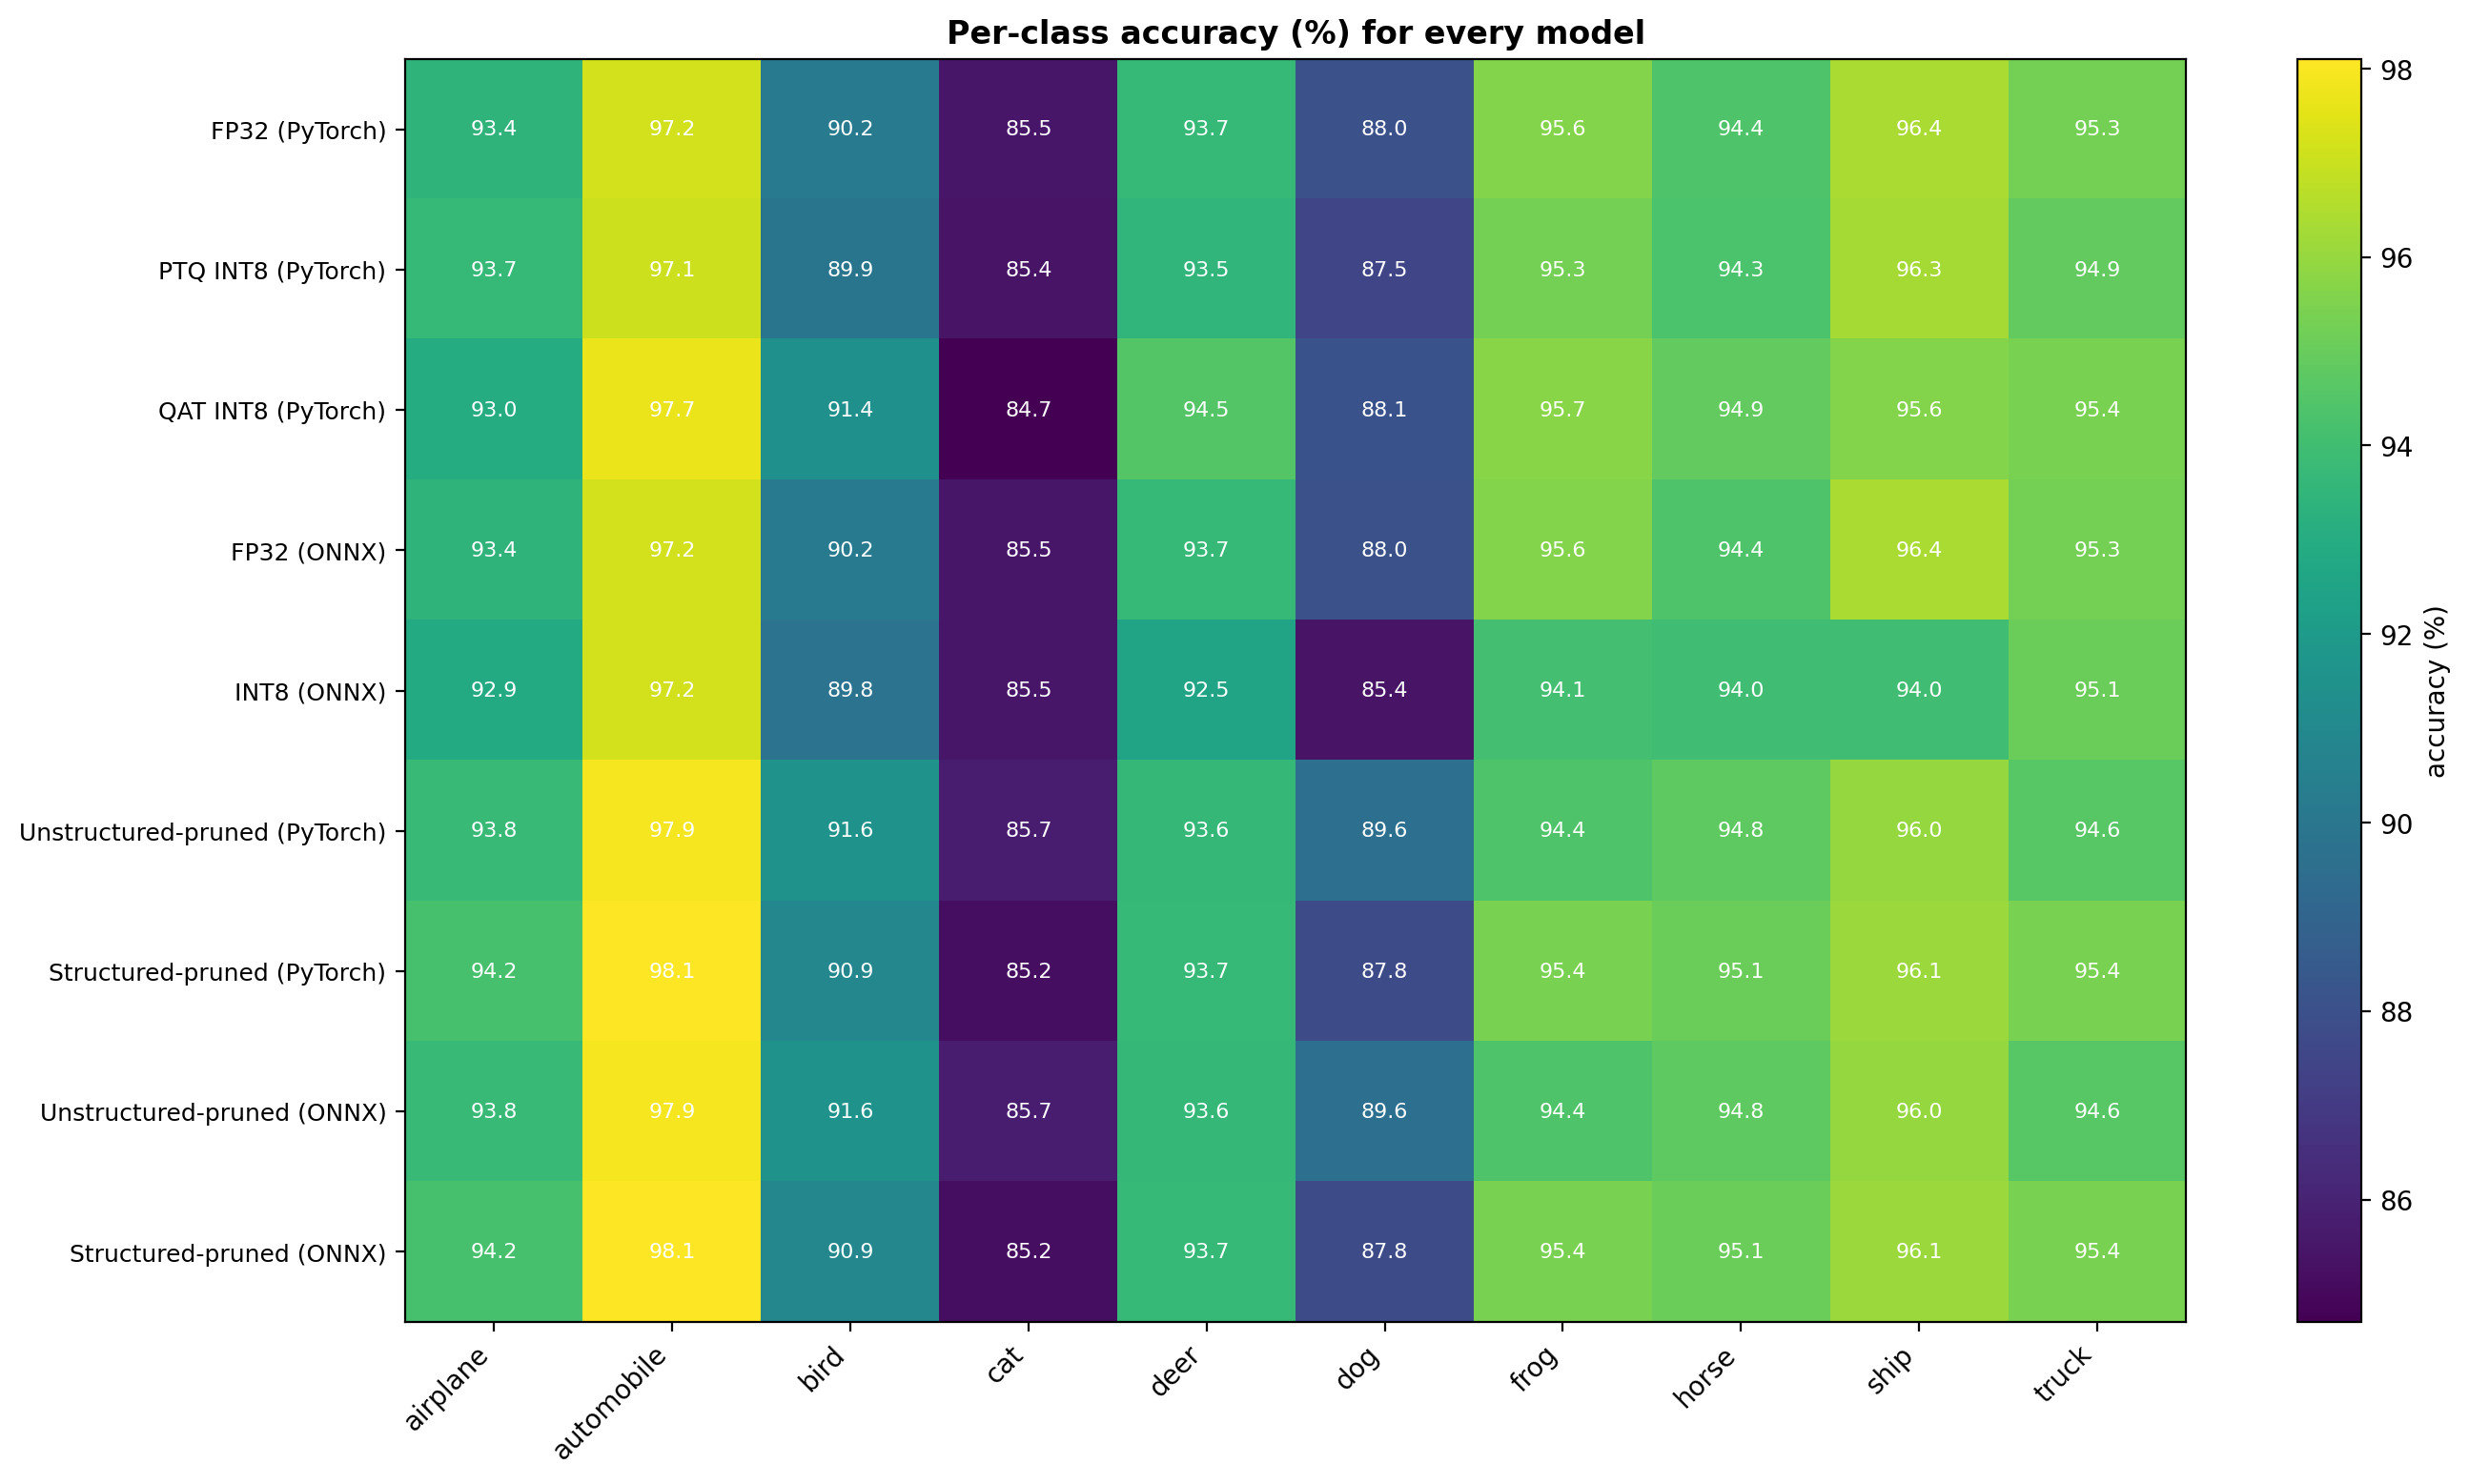 Per-class accuracy (%) for every model
FP32 (PyTorch) 93.4 97.2 90.2 85.5 93.7 88.0 95.6 94.4 96.4 95.3
PTQ INT8 (PyTorch) 93.7 97.1 89.9 85.4 93.5 87.5 95.3 94.3 96.3 94.9
QAT INT8 (PyTorch) 93.0 97.7 91.4 84.7 94.5 88.1 95.7 94.9 95.6 95.4
FP32 (ONNX) 93.4 97.2 90.2 85.5 93.7 88.0 95.6 94.4 96.4 95.3
INT8 (ONNX) 92.9 97.2 89.8 85.5 92.5 85.4 94.1 94.0 94.0 95.1
Unstructured-pruned (PyTorch) 93.8 97.9 91.6 85.7 93.6 89.6 94.4 94.8 96.0 94.6
Structured-pruned (PyTorch) 94.2 98.1 90.9 85.2 93.7 87.8 95.4 95.1 96.1 95.4
Unstructured-pruned (ONNX) 93.8 97.9 91.6 85.7 93.6 89.6 94.4 94.8 96.0 94.6
Structured-pruned (ONNX) 94.2 98.1 90.9 85.2 93.7 87.8 95.4 95.1 96.1 95.4
airplane automobile bird cat deer dog frog horse ship truck
98
96
94
92
90
88
86
accuracy (%)